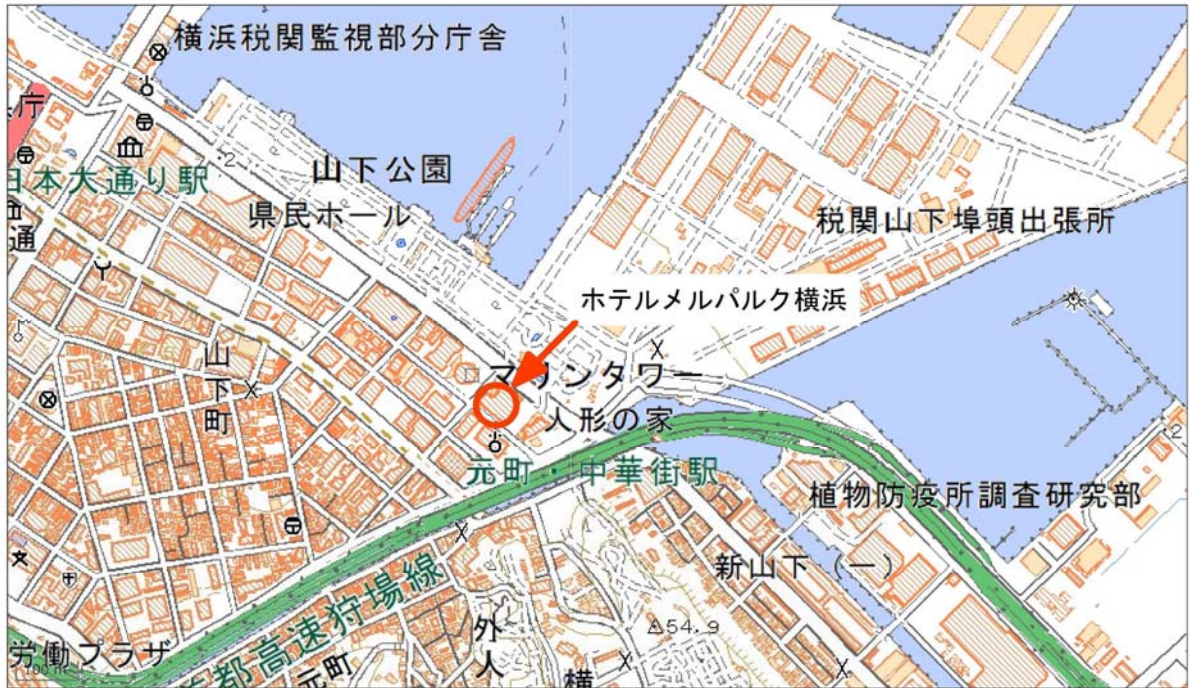 横浜税関監視部分庁舎
庁
2
日本大通り駅
山下公園
県民ホール
通
税関山下埠頭出張所
ホテルメルパルク横浜
マリンタワー
人形の家
山下町
元町・中華街駅
植物防疫所調査研究部
2
新山下（一）
54.9
首都高速狩場線
元町
外人
横
労働プラザ
100m